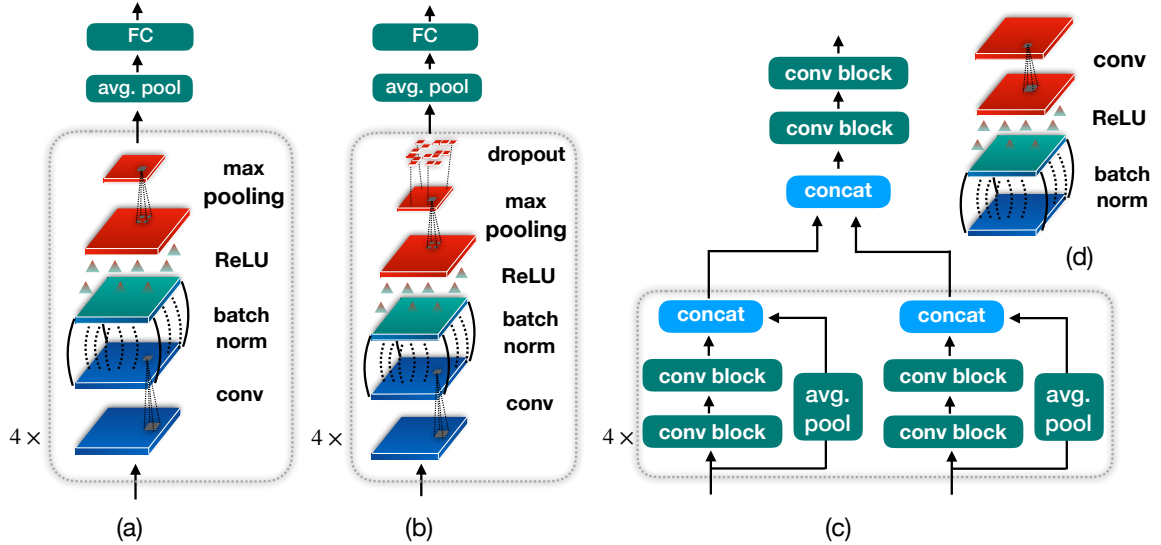 FC
avg. pool
max
pooling
ReLU
batch
norm
conv
4 ×
(a)
FC
avg. pool
dropout
max
pooling
ReLU
batch
norm
conv
4 ×
(b)
conv block
conv block
concat
concat
conv block
conv block
avg.
pool
concat
conv block
conv block
avg.
pool
4 ×
(c)
conv
ReLU
batch
norm
(d)